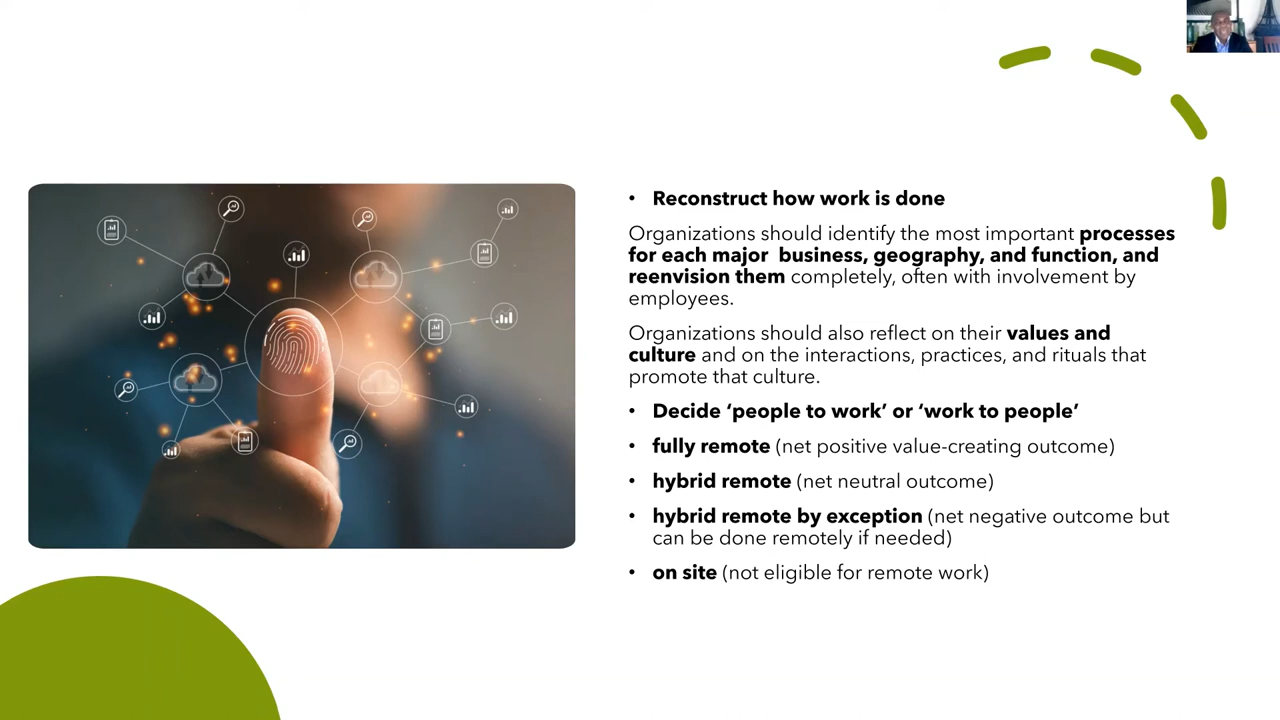 • Reconstruct how work is done
Organizations should identify the most important processes
for each major  business, geography, and function, and
reenvision them completely, often with involvement by
employees.
Organizations should also reflect on their values and
culture and on the interactions, practices, and rituals that
promote that culture.
• Decide ‘people to work’ or ‘work to people’
• fully remote (net positive value-creating outcome)
• hybrid remote (net neutral outcome)
• hybrid remote by exception (net negative outcome but
can be done remotely if needed)
• on site (not eligible for remote work)